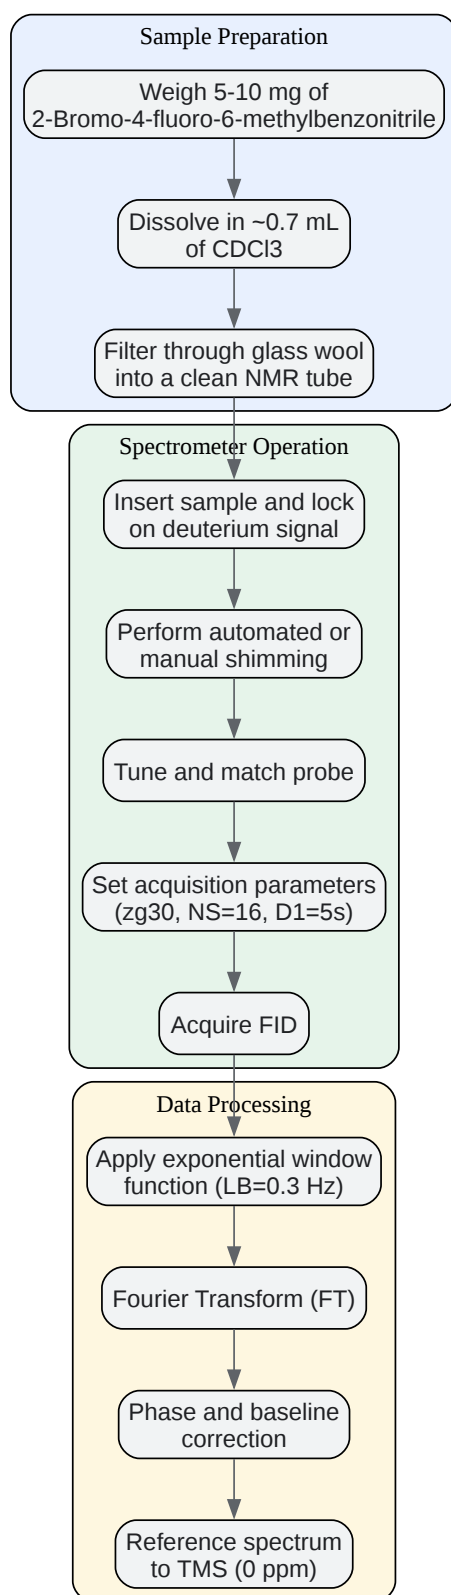 Sample Preparation
Weigh 5-10 mg of
2-Bromo-4-fluoro-6-methylbenzonitrile
Dissolve in ~0.7 mL
of CDCl3
Filter through glass wool
into a clean NMR tube
Spectrometer Operation
Insert sample and lock
on deuterium signal
Perform automated or
manual shimming
Tune and match probe
Set acquisition parameters
(zg30, NS=16, D1=5s)
Acquire FID
Data Processing
Apply exponential window
function (LB=0.3 Hz)
Fourier Transform (FT)
Phase and baseline
correction
Reference spectrum
to TMS (0 ppm)